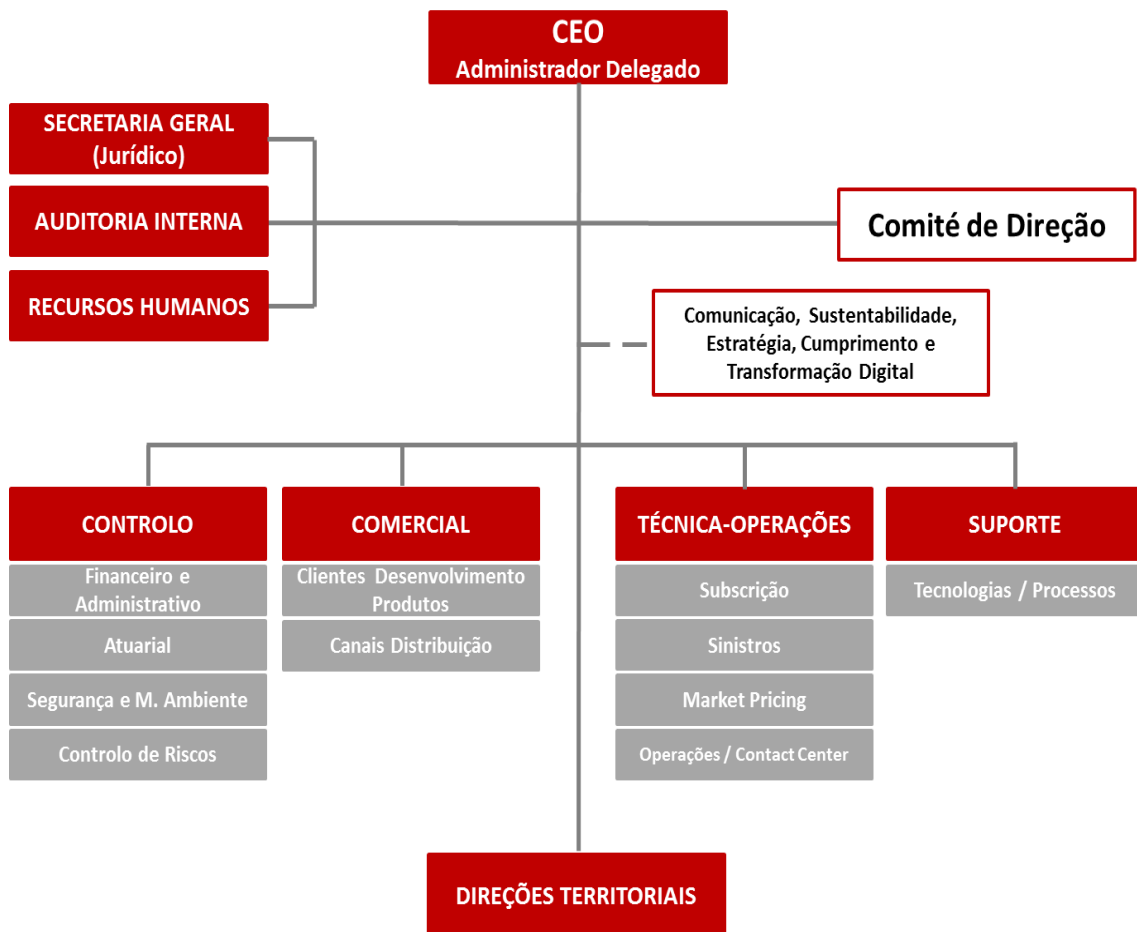 CEO
Administrador Delegado
SECRETARIA GERAL
(Jurídico)
AUDITORIA INTERNA
RECURSOS HUMANOS
Comité de Direção
Comunicação, Sustentabilidade,
Estratégia, Cumprimento e
Transformação Digital
CONTROLO
Financeiro e
Administrativo
Atuarial
Segurança e M. Ambiente
Controlo de Riscos
COMERCIAL
Clientes Desenvolvimento
Produtos
Canais Distribuição
TÉCNICA-OPERAÇÕES
Subscrição
Sinistros
Market Pricing
Operações / Contact Center
SUPORTE
Tecnologias / Processos
DIREÇÕES TERRITORIAIS